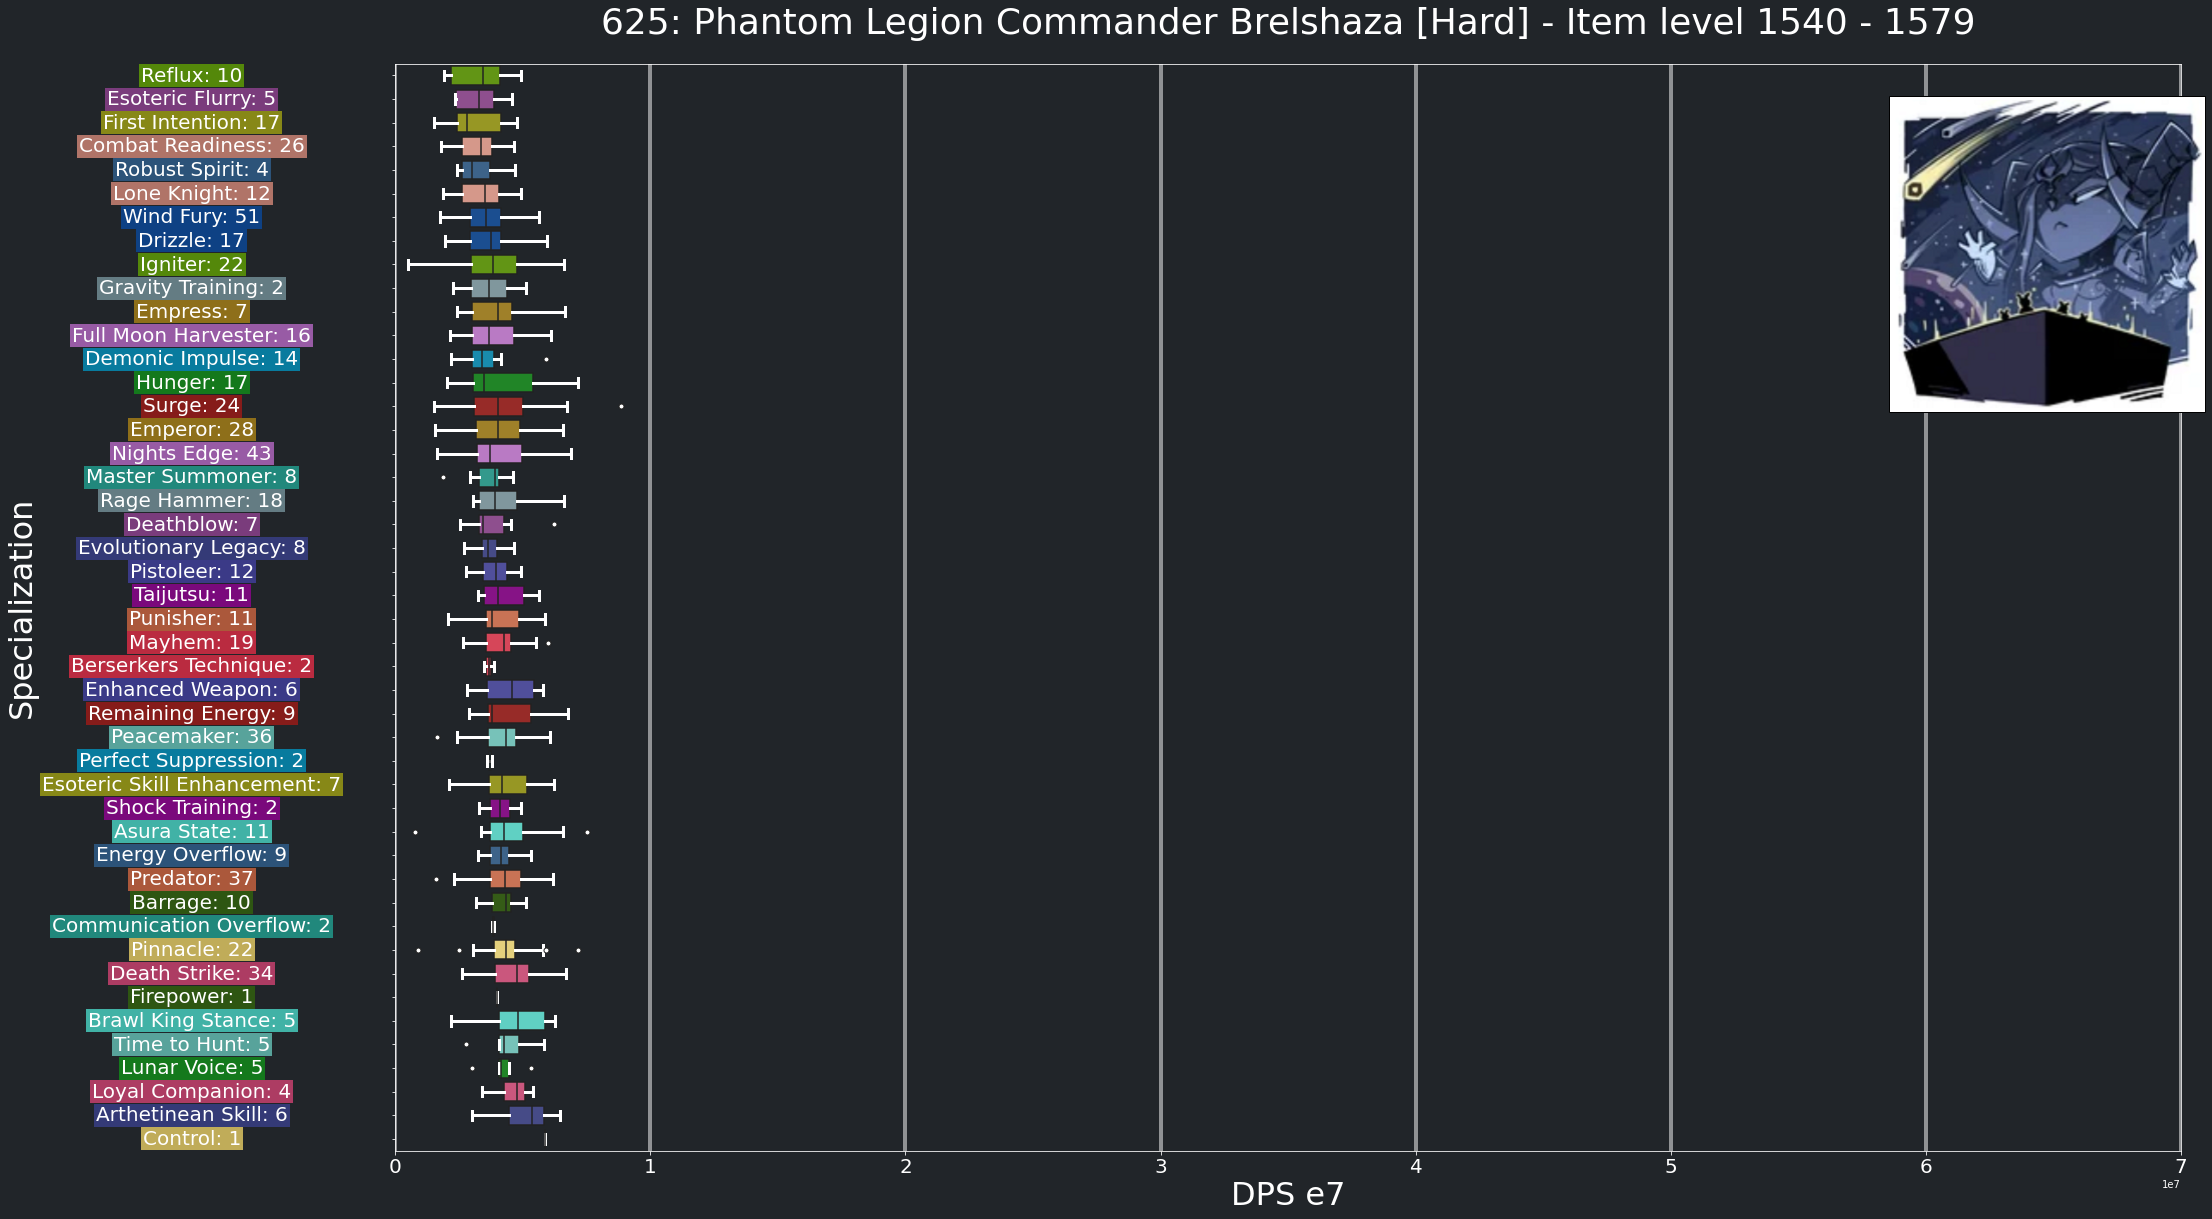 625: Phantom Legion Commander Brelshaza [Hard] - Item level 1540 - 1579
Specialization
Reflux: 10
Esoteric Flurry: 5
First Intention: 17
Combat Readiness: 26
Robust Spirit: 4
Lone Knight: 12
Wind Fury: 51
Drizzle: 17
Igniter: 22
Gravity Training: 2
Empress: 7
Full Moon Harvester: 16
Demonic Impulse: 14
Hunger: 17
Surge: 24
Emperor: 28
Nights Edge: 43
Master Summoner: 8
Rage Hammer: 18
Deathblow: 7
Evolutionary Legacy: 8
Pistoleer: 12
Taijutsu: 11
Punisher: 11
Mayhem: 19
Berserkers Technique: 2
Enhanced Weapon: 6
Remaining Energy: 9
Peacemaker: 36
Perfect Suppression: 2
Esoteric Skill Enhancement: 7
Shock Training: 2
Asura State: 11
Energy Overflow: 9
Predator: 37
Barrage: 10
Communication Overflow: 2
Pinnacle: 22
Death Strike: 34
Firepower: 1
Brawl King Stance: 5
Time to Hunt: 5
Lunar Voice: 5
Loyal Companion: 4
Arthetinean Skill: 6
Control: 1
0 1 2 3 4 5 6 7
1e7
DPS e7